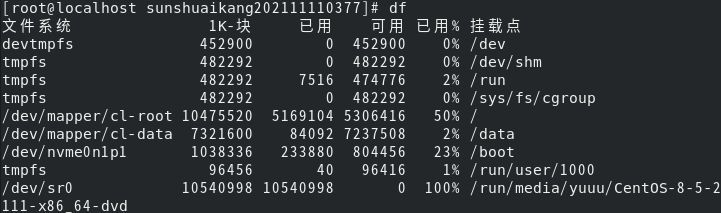 [root@localhost sunshuaikang202111110377]# df
文件系统 1K-块 已用 可用 已用% 挂载点
devtmpfs 452900 0 452900 0% /dev
tmpfs 482292 0 482292 0% /dev/shm
tmpfs 482292 7516 474776 2% /run
tmpfs 482292 0 482292 0% /sys/fs/cgroup
/dev/mapper/cl-root 10475520 5169104 5306416 50% /
/dev/mapper/cl-data 7321600 84092 7237508 2% /data
/dev/nvme0n1p1 1038336 233880 804456 23% /boot
tmpfs 96456 40 96416 1% /run/user/1000
/dev/sr0 10540998 10540998 0 100% /run/media/yuuu/CentOS-8-5-2
111-x86_64-dvd